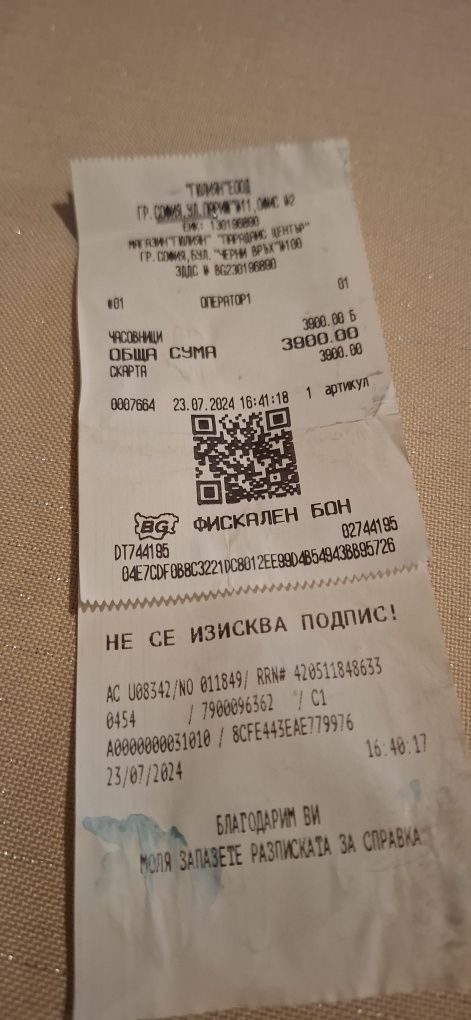 "ГЮЛИЯН"ЕООД
ГР.СОФИЯ,УЛ.ПАРИЖ"№11,ОФИС №2
ЕИК: 130196890
МАГАЗИН"ГЮЛИЯН" "ПАРАДАЙС ЦЕНТЪР"
ГР.СОФИЯ,БУЛ."ЧЕРНИ ВРЪХ"№100
ЗДДС № BG230196890
#01 ОПЕРАТОР1 01
ЧАСОВНИЦИ 3900.00 Б
ОБЩА СУМА 3900.00
СКАРТА 3900.00
0007664 23.07.2024 16:41:18 1 артикул
BG ФИСКАЛЕН БОН
DT744195 02744195
04E7CDF0B8C3221DC8012EE99D4B54943BB95726
НЕ СЕ ИЗИСКВА ПОДПИС!
AC U08342/NO 011849/ RRN# 420511848633
0454 / 7900096362 / C1
A0000000031010 / 8CFE443EAE779976
23/07/2024 16:40:17
БЛАГОДАРИМ ВИ
МОЛЯ ЗАПАЗЕТЕ РАЗПИСКАТА ЗА СПРАВКА